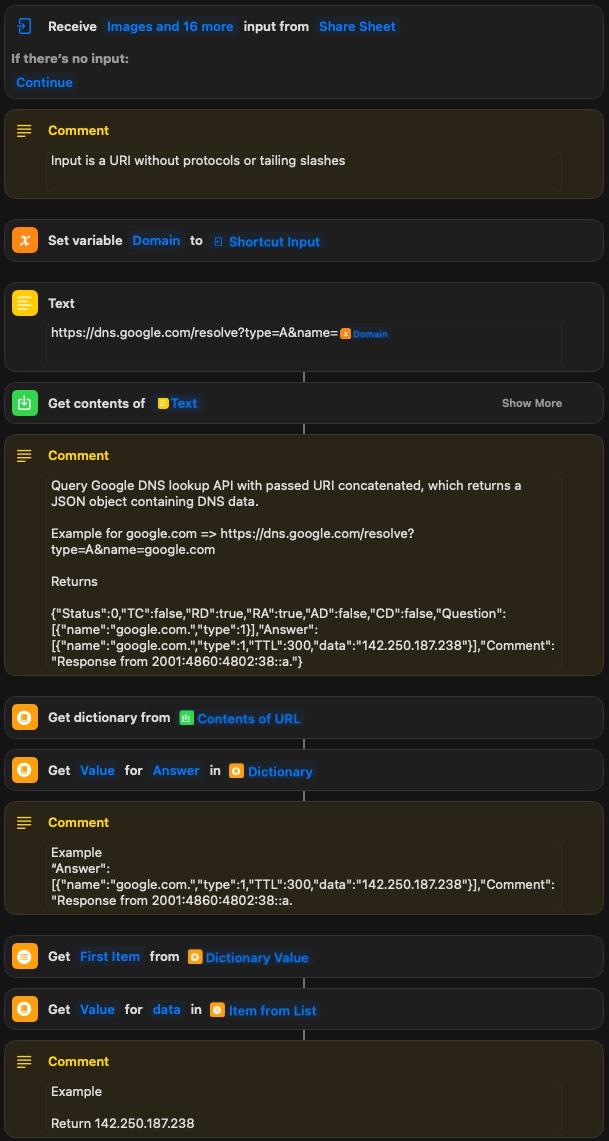 Receive Images and 16 more input from Share Sheet
If there's no input:
Continue
Comment
Input is a URI without protocols or tailing slashes
Set variable Domain to Shortcut Input
Text
https://dns.google.com/resolve?type=A&name= x Domain
Get contents of Text Show More
Comment
Query Google DNS lookup API with passed URI concatenated, which returns a
JSON object containing DNS data.
Example for google.com => https://dns.google.com/resolve?
type=A&name=google.com
Returns
{"Status":0,"TC":false,"RD":true,"RA":true,"AD":false,"CD":false,"Question":
[{"name":"google.com.","type":1}],"Answer":
[{"name":"google.com.","type":1,"TTL":300,"data":"142.250.187.238"}],"Comment":
"Response from 2001:4860:4802:38::a."}
Get dictionary from Contents of URL
Get Value for Answer in Dictionary
Comment
Example
“Answer":
[{"name":"google.com.","type":1,"TTL":300,"data":"142.250.187.238"}],"Comment":
"Response from 2001:4860:4802:38::a.
Get First Item from Dictionary Value
Get Value for data in Item from List
Comment
Example
Return 142.250.187.238